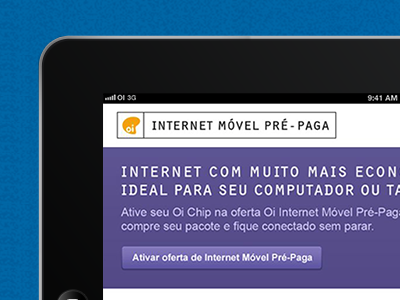 OI 3G 9:41 AM
oi INTERNET MÓVEL PRÉ-PAGA
INTERNET COM MUITO MAIS ECON
IDEAL PARA SEU COMPUTADOR OU TA
Ative seu Oi Chip na oferta Oi Internet Móvel Pré-Paga
compre seu pacote e fique conectado sem parar.
Ativar oferta de Internet Móvel Pré-Paga